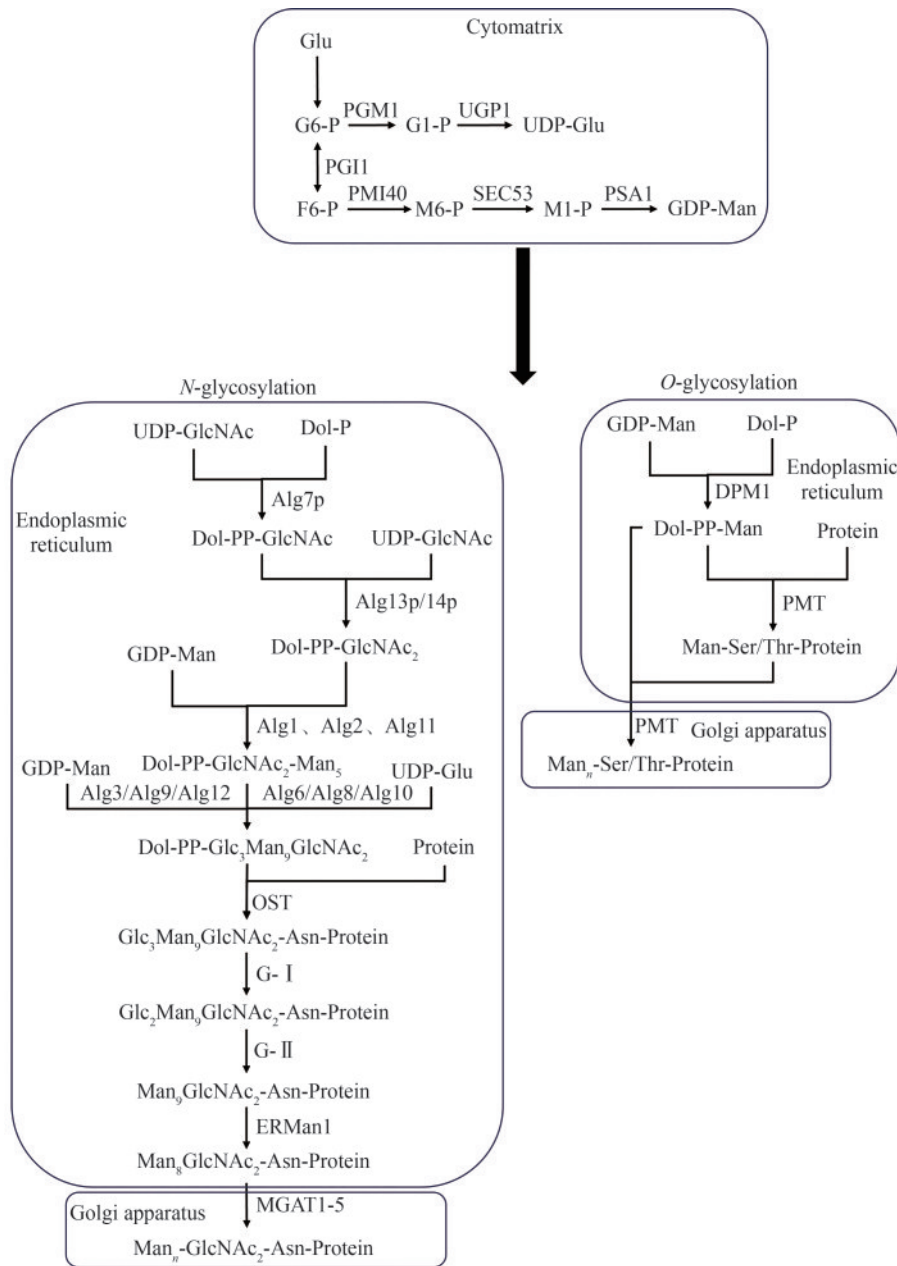 Cytomatrix
Glu
PGM1 UGP1
G6-P G1-P UDP-Glu
PGI1
PMI40 SEC53 PSA1
F6-P M6-P M1-P GDP-Man
N-glycosylation
UDP-GlcNAc Dol-P
Alg7p
Endoplasmic
reticulum
Dol-PP-GlcNAc UDP-GlcNAc
Alg13p/14p
GDP-Man Dol-PP-GlcNAc₂
Alg1、Alg2、Alg11
GDP-Man Dol-PP-GlcNAc₂-Man₅ UDP-Glu
Alg3/Alg9/Alg12 Alg6/Alg8/Alg10
Dol-PP-Glc₃Man₉GlcNAc₂ Protein
OST
Glc₃Man₉GlcNAc₂-Asn-Protein
G-Ⅰ
Glc₂Man₉GlcNAc₂-Asn-Protein
G-Ⅱ
Man₉GlcNAc₂-Asn-Protein
ERMan1
Man₈GlcNAc₂-Asn-Protein
MGAT1-5
Golgi apparatus
Manₙ-GlcNAc₂-Asn-Protein
O-glycosylation
GDP-Man Dol-P
Endoplasmic
reticulum
DPM1
Dol-PP-Man Protein
PMT
Man-Ser/Thr-Protein
PMT Golgi apparatus
Manₙ-Ser/Thr-Protein